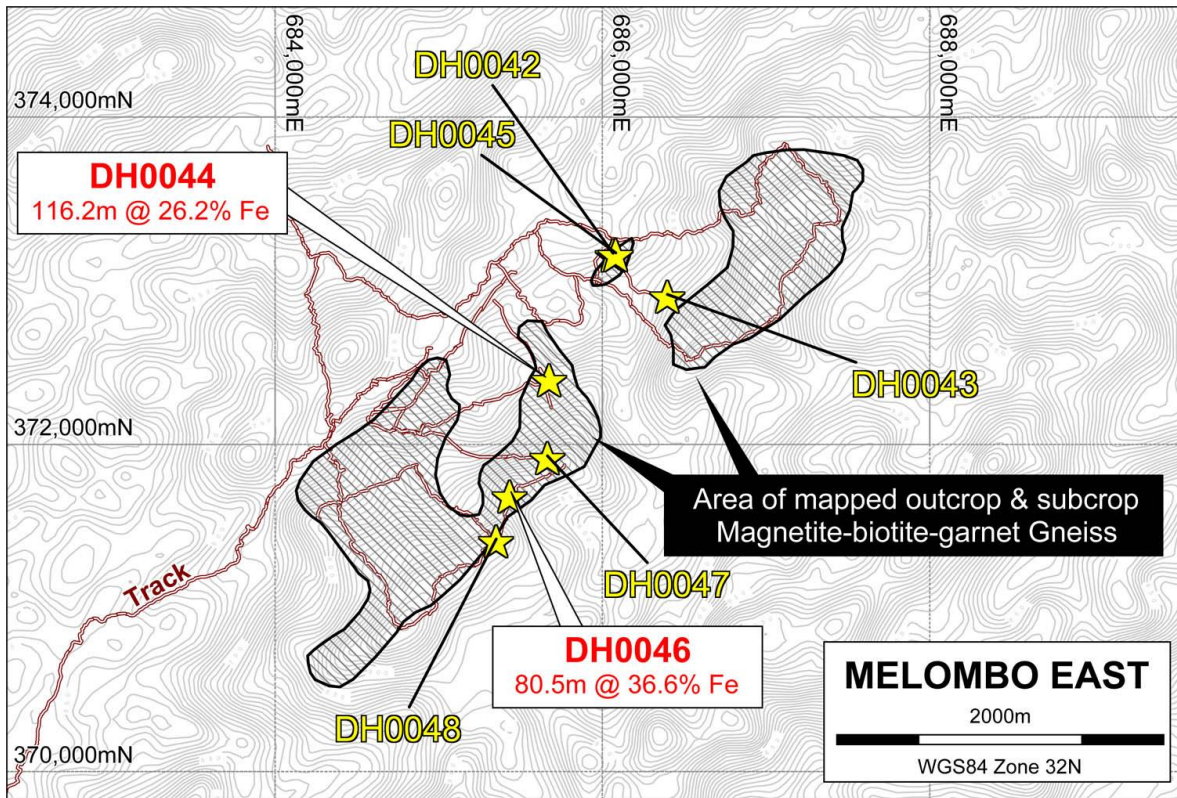 684,000mE
686,000mE
688,000mE
374,000mN
DH0042
DH0045
DH0044
116.2m @ 26.2% Fe
DH0043
372,000mN
Area of mapped outcrop & subcrop
Magnetite-biotite-garnet Gneiss
Track
DH0047
DH0046
80.5m @ 36.6% Fe
DH0048
370,000mN
MELOMBO EAST
2000m
WGS84 Zone 32N